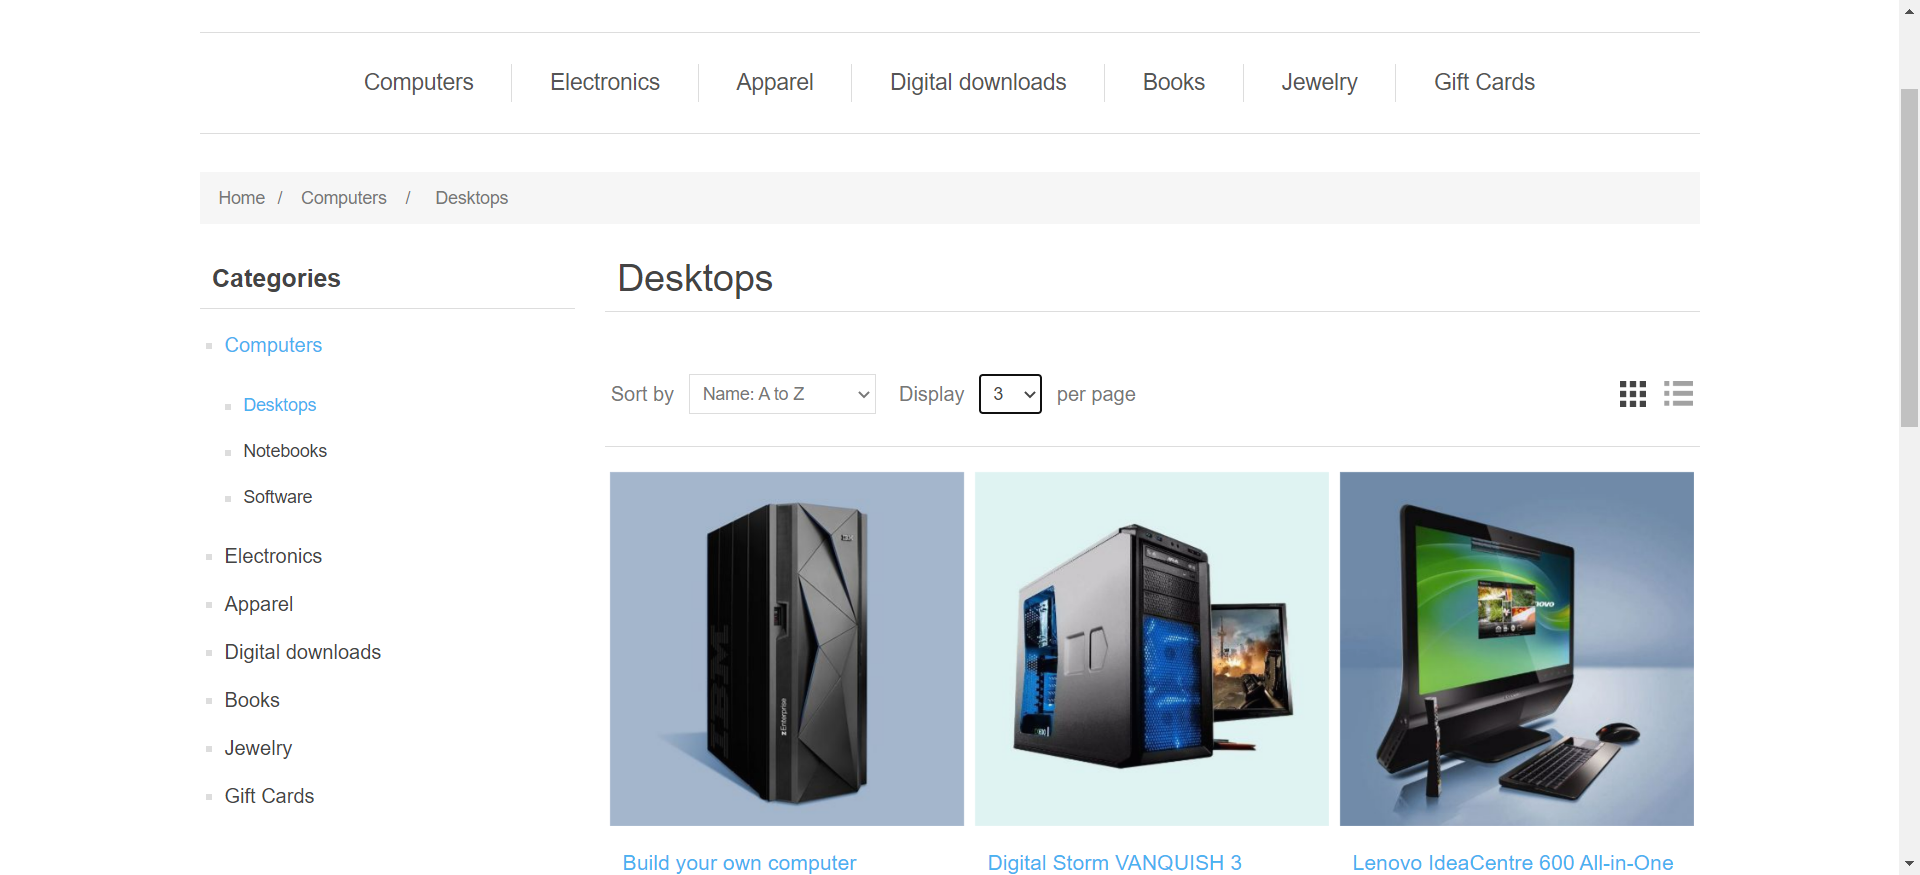 Computers
Electronics
Apparel
Digital downloads
Books
Jewelry
Gift Cards
Home / Computers / Desktops
Categories
Computers
Desktops
Notebooks
Software
Electronics
Apparel
Digital downloads
Books
Jewelry
Gift Cards
Desktops
Sort by Name: A to Z Display 3 per page
IBM
zEnterprise
Build your own computer
Digital Storm VANQUISH 3
Lenovo IdeaCentre 600 All-in-One